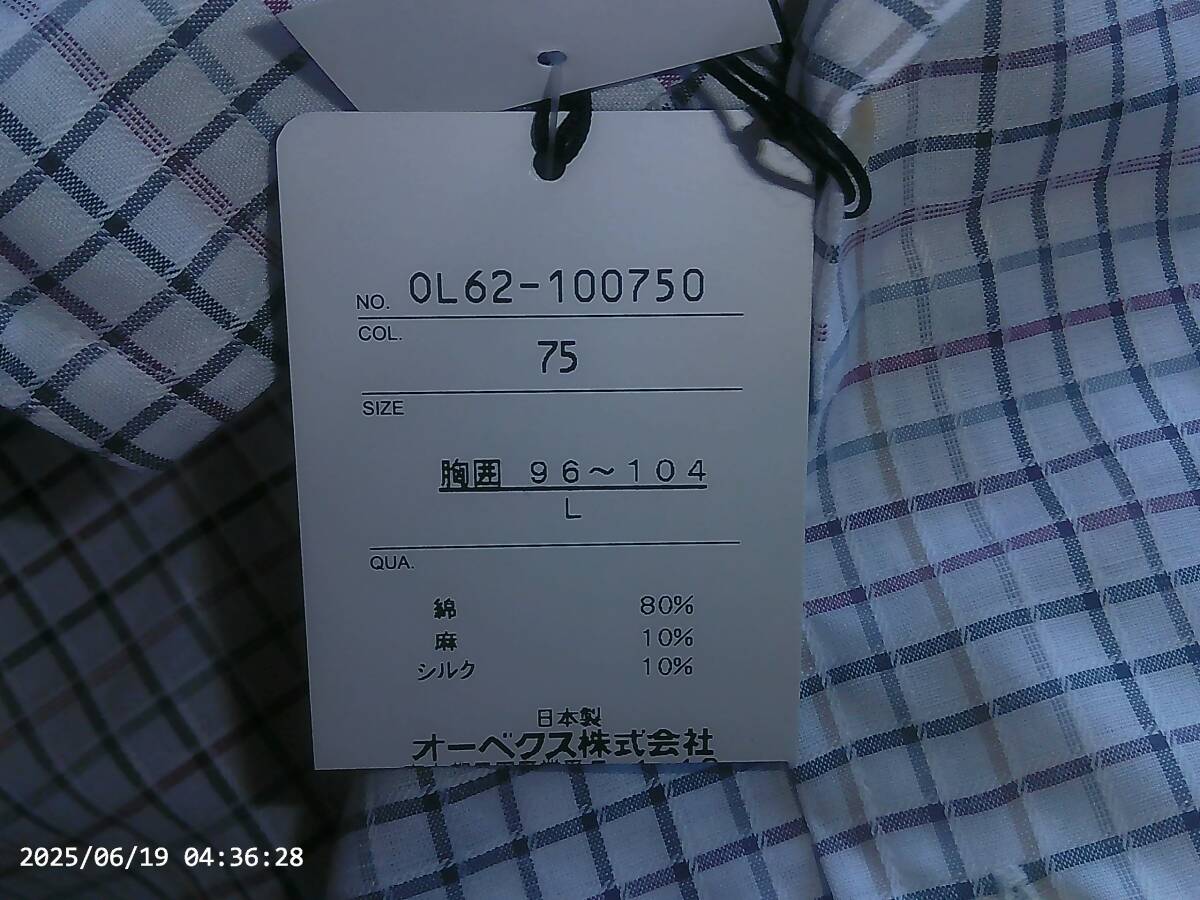 NO. OL62-100750
COL.
75
SIZE
胸囲 96～104
L
QUA.
綿 80%
麻 10%
シルク 10%
日本製
オーベクス株式会社
2025/06/19 04:36:28